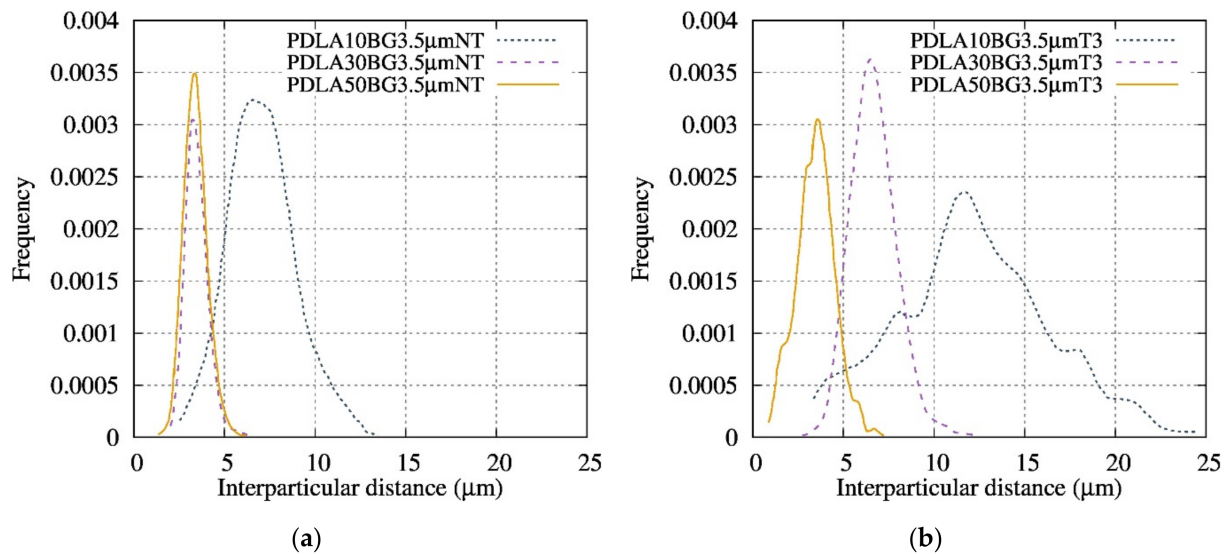 0.004
0.0035
0.003
0.0025
0.002
0.0015
0.001
0.0005
0
Frequency
PDLA10BG3.5μmNT
PDLA30BG3.5μmNT
PDLA50BG3.5μmNT
0 5 10 15 20 25
Interparticular distance (μm)
(a)
0.004
0.0035
0.003
0.0025
0.002
0.0015
0.001
0.0005
0
Frequency
PDLA10BG3.5μmT3
PDLA30BG3.5μmT3
PDLA50BG3.5μmT3
0 5 10 15 20 25
Interparticular distance (μm)
(b)